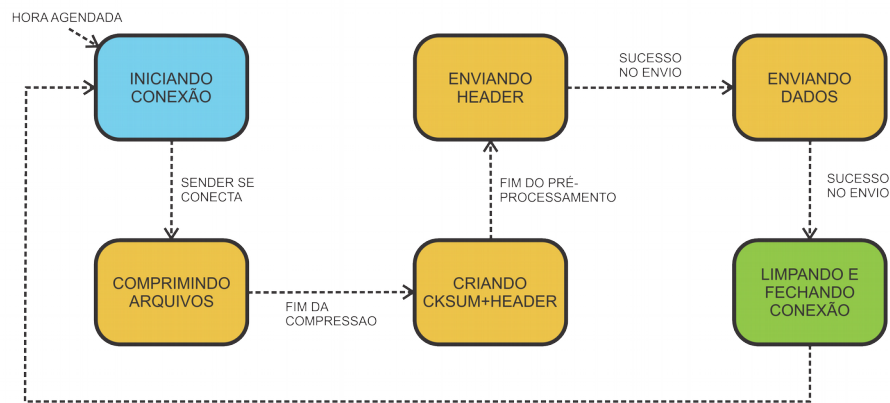 HORA AGENDADA
INICIANDO
CONEXÃO
SENDER SE
CONECTA
COMPRIMINDO
ARQUIVOS
FIM DA
COMPRESSAO
CRIANDO
CKSUM+HEADER
FIM DO PRÉ-
PROCESSAMENTO
ENVIANDO
HEADER
SUCESSO
NO ENVIO
ENVIANDO
DADOS
SUCESSO
NO ENVIO
LIMPANDO E
FECHANDO
CONEXÃO